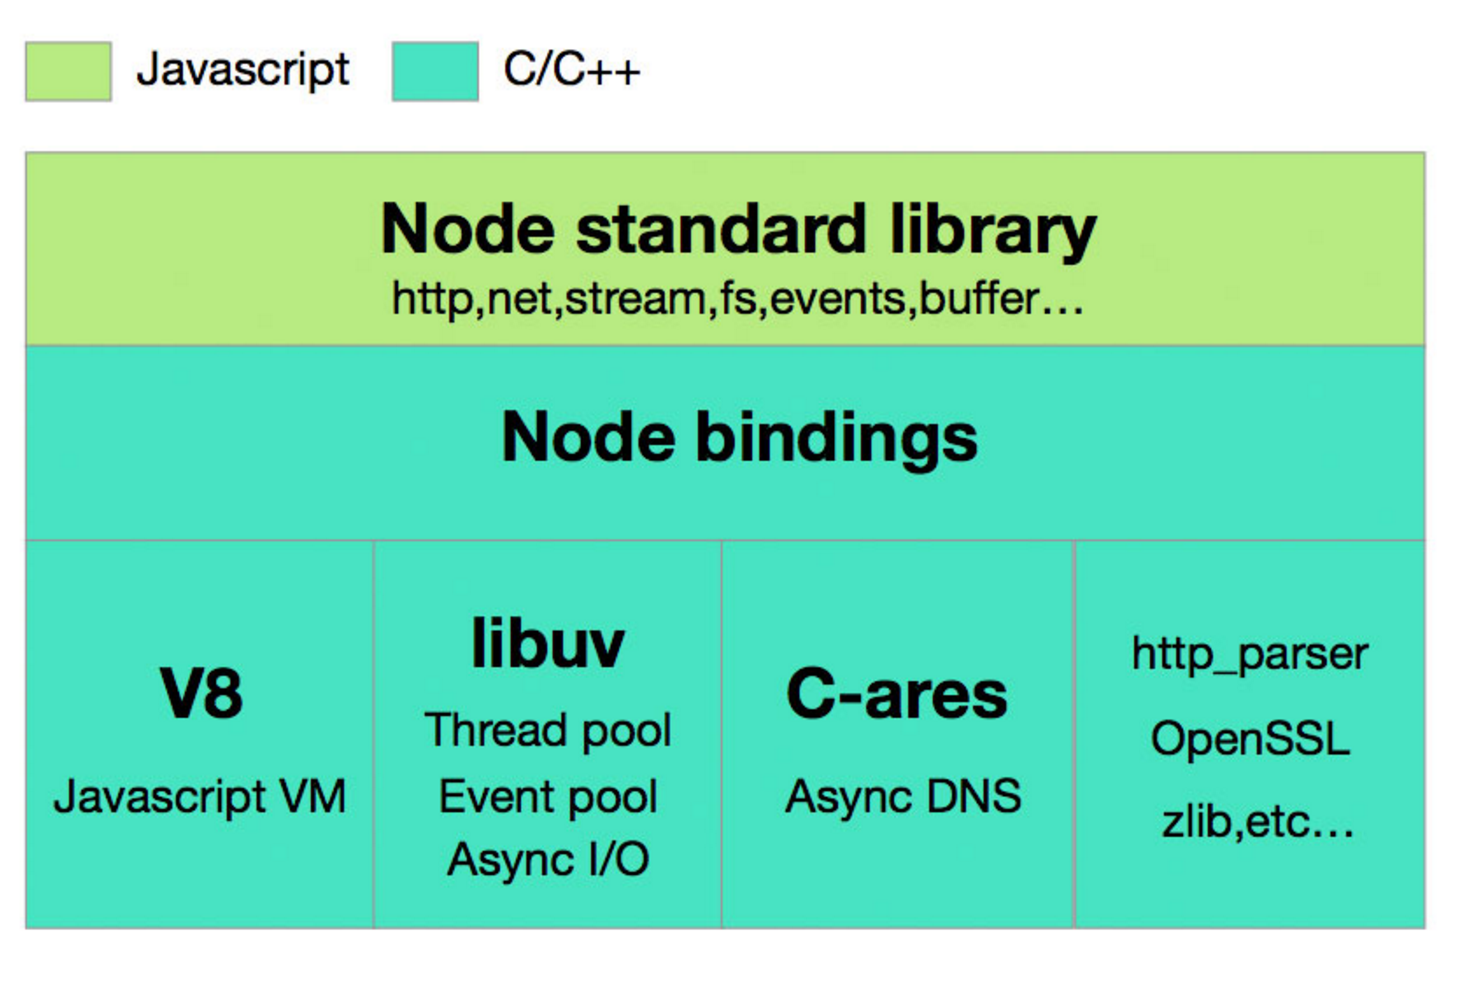 Javascript
C/C++
Node standard library
http,net,stream,fs,events,buffer…
Node bindings
V8
Javascript VM
libuv
Thread pool
Event pool
Async I/O
C-ares
Async DNS
http_parser
OpenSSL
zlib,etc…